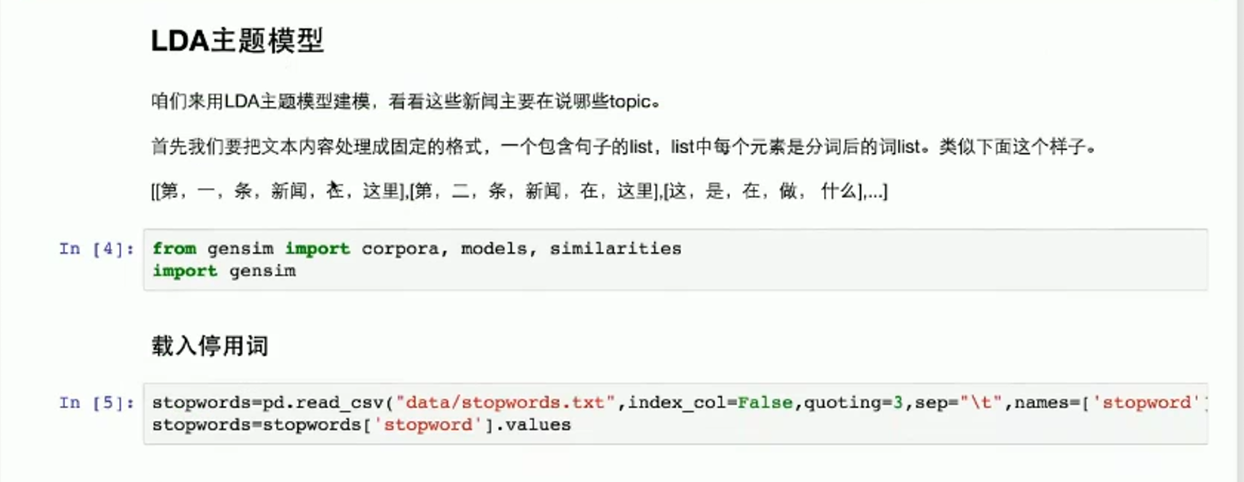 LDA主题模型
咱们来用LDA主题模型建模，看看这些新闻主要在说哪些topic。
首先我们要把文本内容处理成固定的格式，一个包含句子的list，list中每个元素是分词后的词list。类似下面这个样子。
[[第，一，条，新闻，在，这里],[第，二，条，新闻，在，这里],[这，是，在，做， 什么],...]
In [4]: from gensim import corpora, models, similarities
import gensim
载入停用词
In [5]: stopwords=pd.read_csv("data/stopwords.txt",index_col=False,quoting=3,sep="\t",names=['stopword'
stopwords=stopwords['stopword'].values